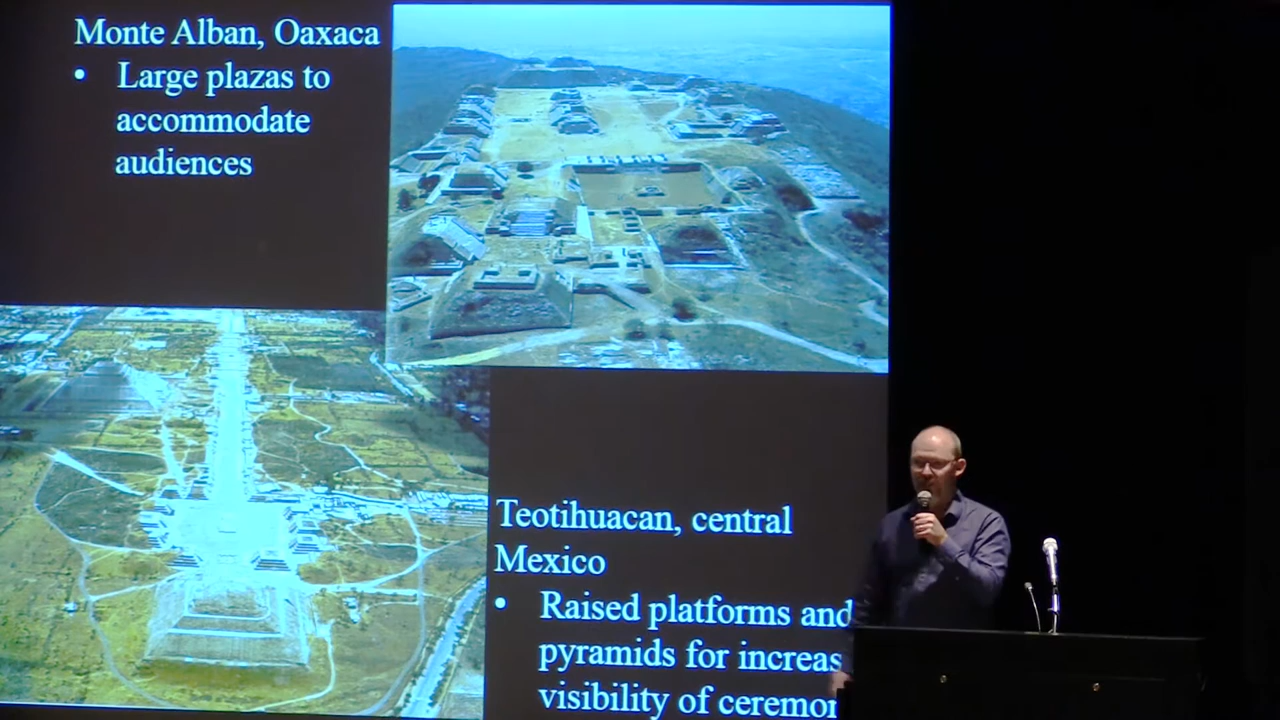 Monte Alban, Oaxaca
• Large plazas to
accommodate
audiences
Teotihuacan, central
Mexico
• Raised platforms and
pyramids for increas
visibility of ceremon